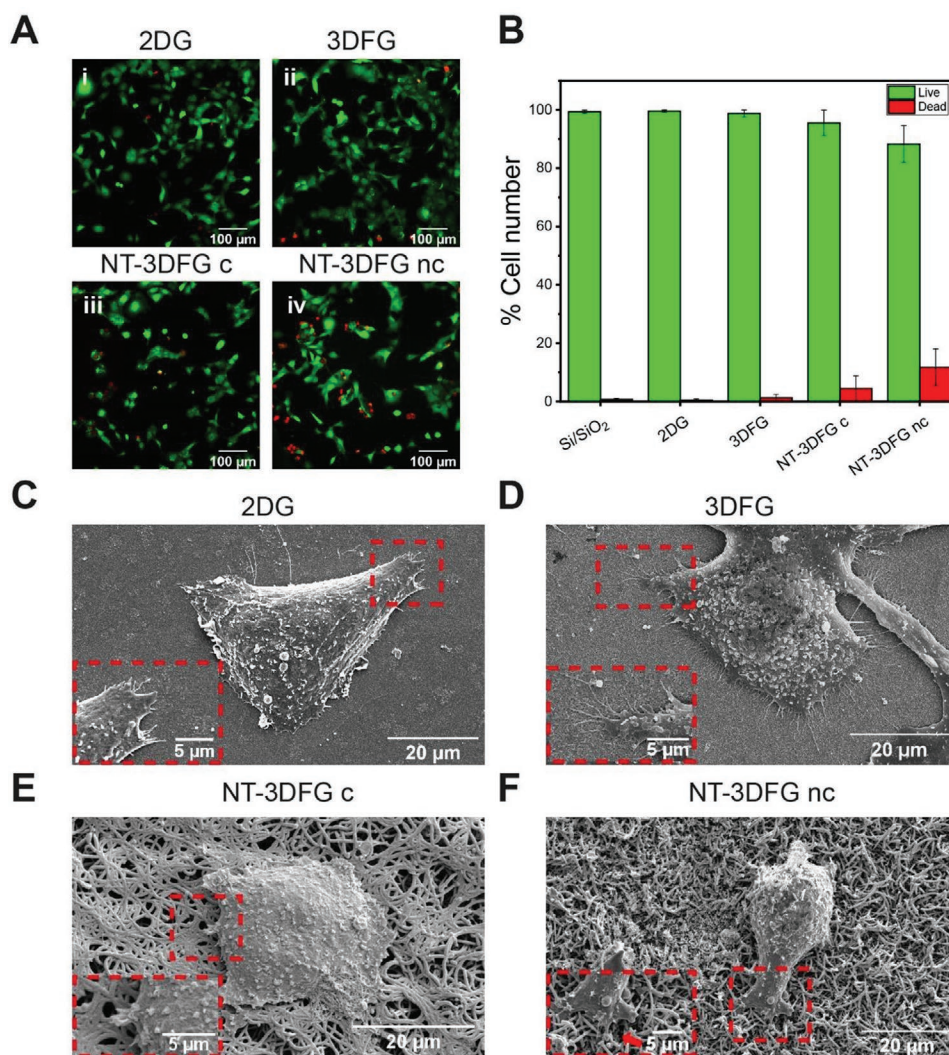 A
2DG
3DFG
i
ii
100 µm
100 µm
NT-3DFG c
NT-3DFG nc
iii
iv
100 µm
100 µm
B
Live
Dead
% Cell number
100
80
60
40
20
0
Si/SiO₂
2DG
3DFG
NT-3DFG c
NT-3DFG nc
C
2DG
5 µm
20 µm
D
3DFG
5 µm
20 µm
E
NT-3DFG c
5 µm
20 µm
F
NT-3DFG nc
5 µm
20 µm